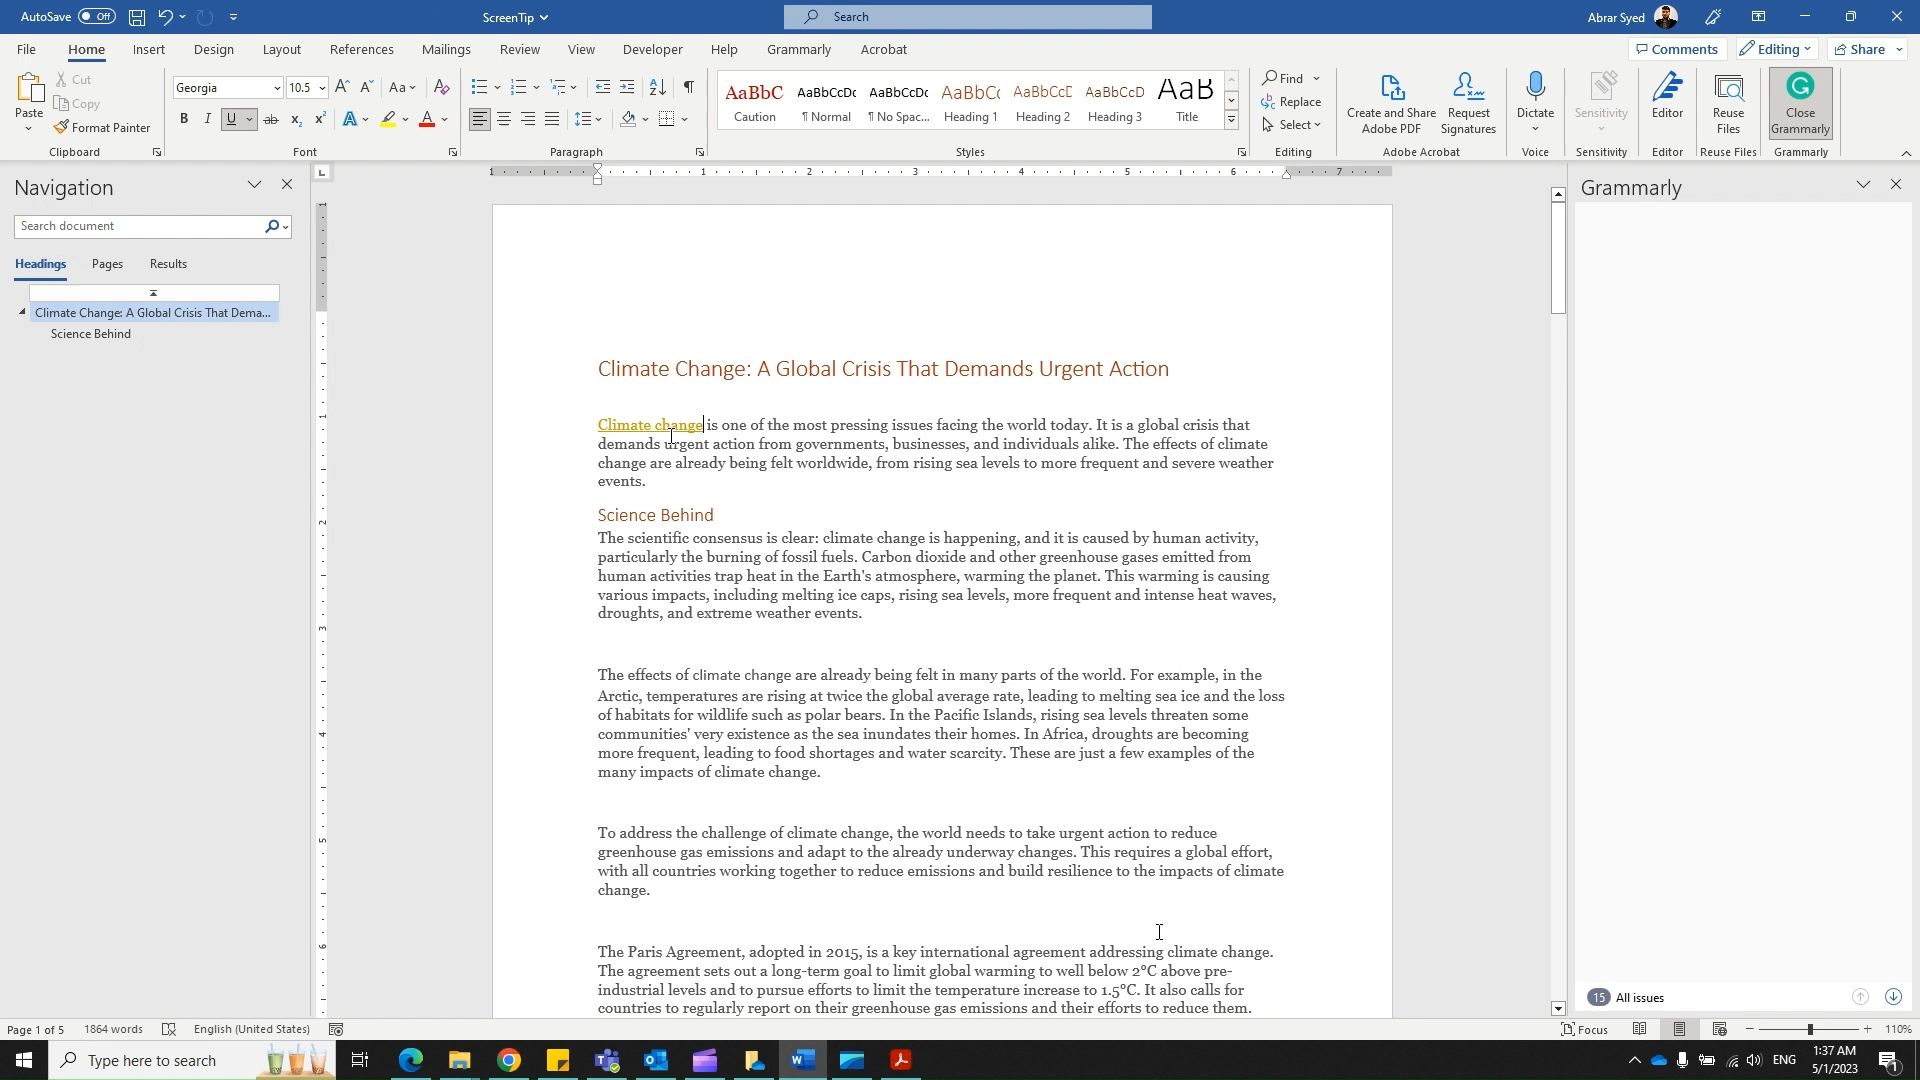 AutoSave Off
ScreenTip
Search
Abrar Syed
File Home Insert Design Layout References Mailings Review View Developer Help Grammarly Acrobat
Comments Editing Share
Paste
Cut
Copy
Format Painter
Clipboard
Georgia 10.5
Font
Paragraph
AaBbC Caution
AaBbCcDc ¶ Normal
AaBbCcDc ¶ No Spac...
AaBbCc Heading 1
AaBbCcD Heading 2
AaBbCcD Heading 3
AaB Title
Styles
Find
Replace
Select
Editing
Create and Share Adobe PDF
Request Signatures
Adobe Acrobat
Dictate
Voice
Sensitivity
Sensitivity
Editor
Editor
Reuse Files
Reuse Files
Close Grammarly
Grammarly
Navigation
Search document
Headings Pages Results
Climate Change: A Global Crisis That Dema...
Science Behind
Climate Change: A Global Crisis That Demands Urgent Action
Climate change is one of the most pressing issues facing the world today. It is a global crisis that
demands urgent action from governments, businesses, and individuals alike. The effects of climate
change are already being felt worldwide, from rising sea levels to more frequent and severe weather
events.
Science Behind
The scientific consensus is clear: climate change is happening, and it is caused by human activity,
particularly the burning of fossil fuels. Carbon dioxide and other greenhouse gases emitted from
human activities trap heat in the Earth's atmosphere, warming the planet. This warming is causing
various impacts, including melting ice caps, rising sea levels, more frequent and intense heat waves,
droughts, and extreme weather events.
The effects of climate change are already being felt in many parts of the world. For example, in the
Arctic, temperatures are rising at twice the global average rate, leading to melting sea ice and the loss
of habitats for wildlife such as polar bears. In the Pacific Islands, rising sea levels threaten some
communities' very existence as the sea inundates their homes. In Africa, droughts are becoming
more frequent, leading to food shortages and water scarcity. These are just a few examples of the
many impacts of climate change.
To address the challenge of climate change, the world needs to take urgent action to reduce
greenhouse gas emissions and adapt to the already underway changes. This requires a global effort,
with all countries working together to reduce emissions and build resilience to the impacts of climate
change.
The Paris Agreement, adopted in 2015, is a key international agreement addressing climate change.
The agreement sets out a long-term goal to limit global warming to well below 2°C above pre-
industrial levels and to pursue efforts to limit the temperature increase to 1.5°C. It also calls for
countries to regularly report on their greenhouse gas emissions and their efforts to reduce them.
Grammarly
15 All issues
Page 1 of 5 1864 words English (United States)
Focus
110%
Type here to search
ENG
1:37 AM
5/1/2023
1